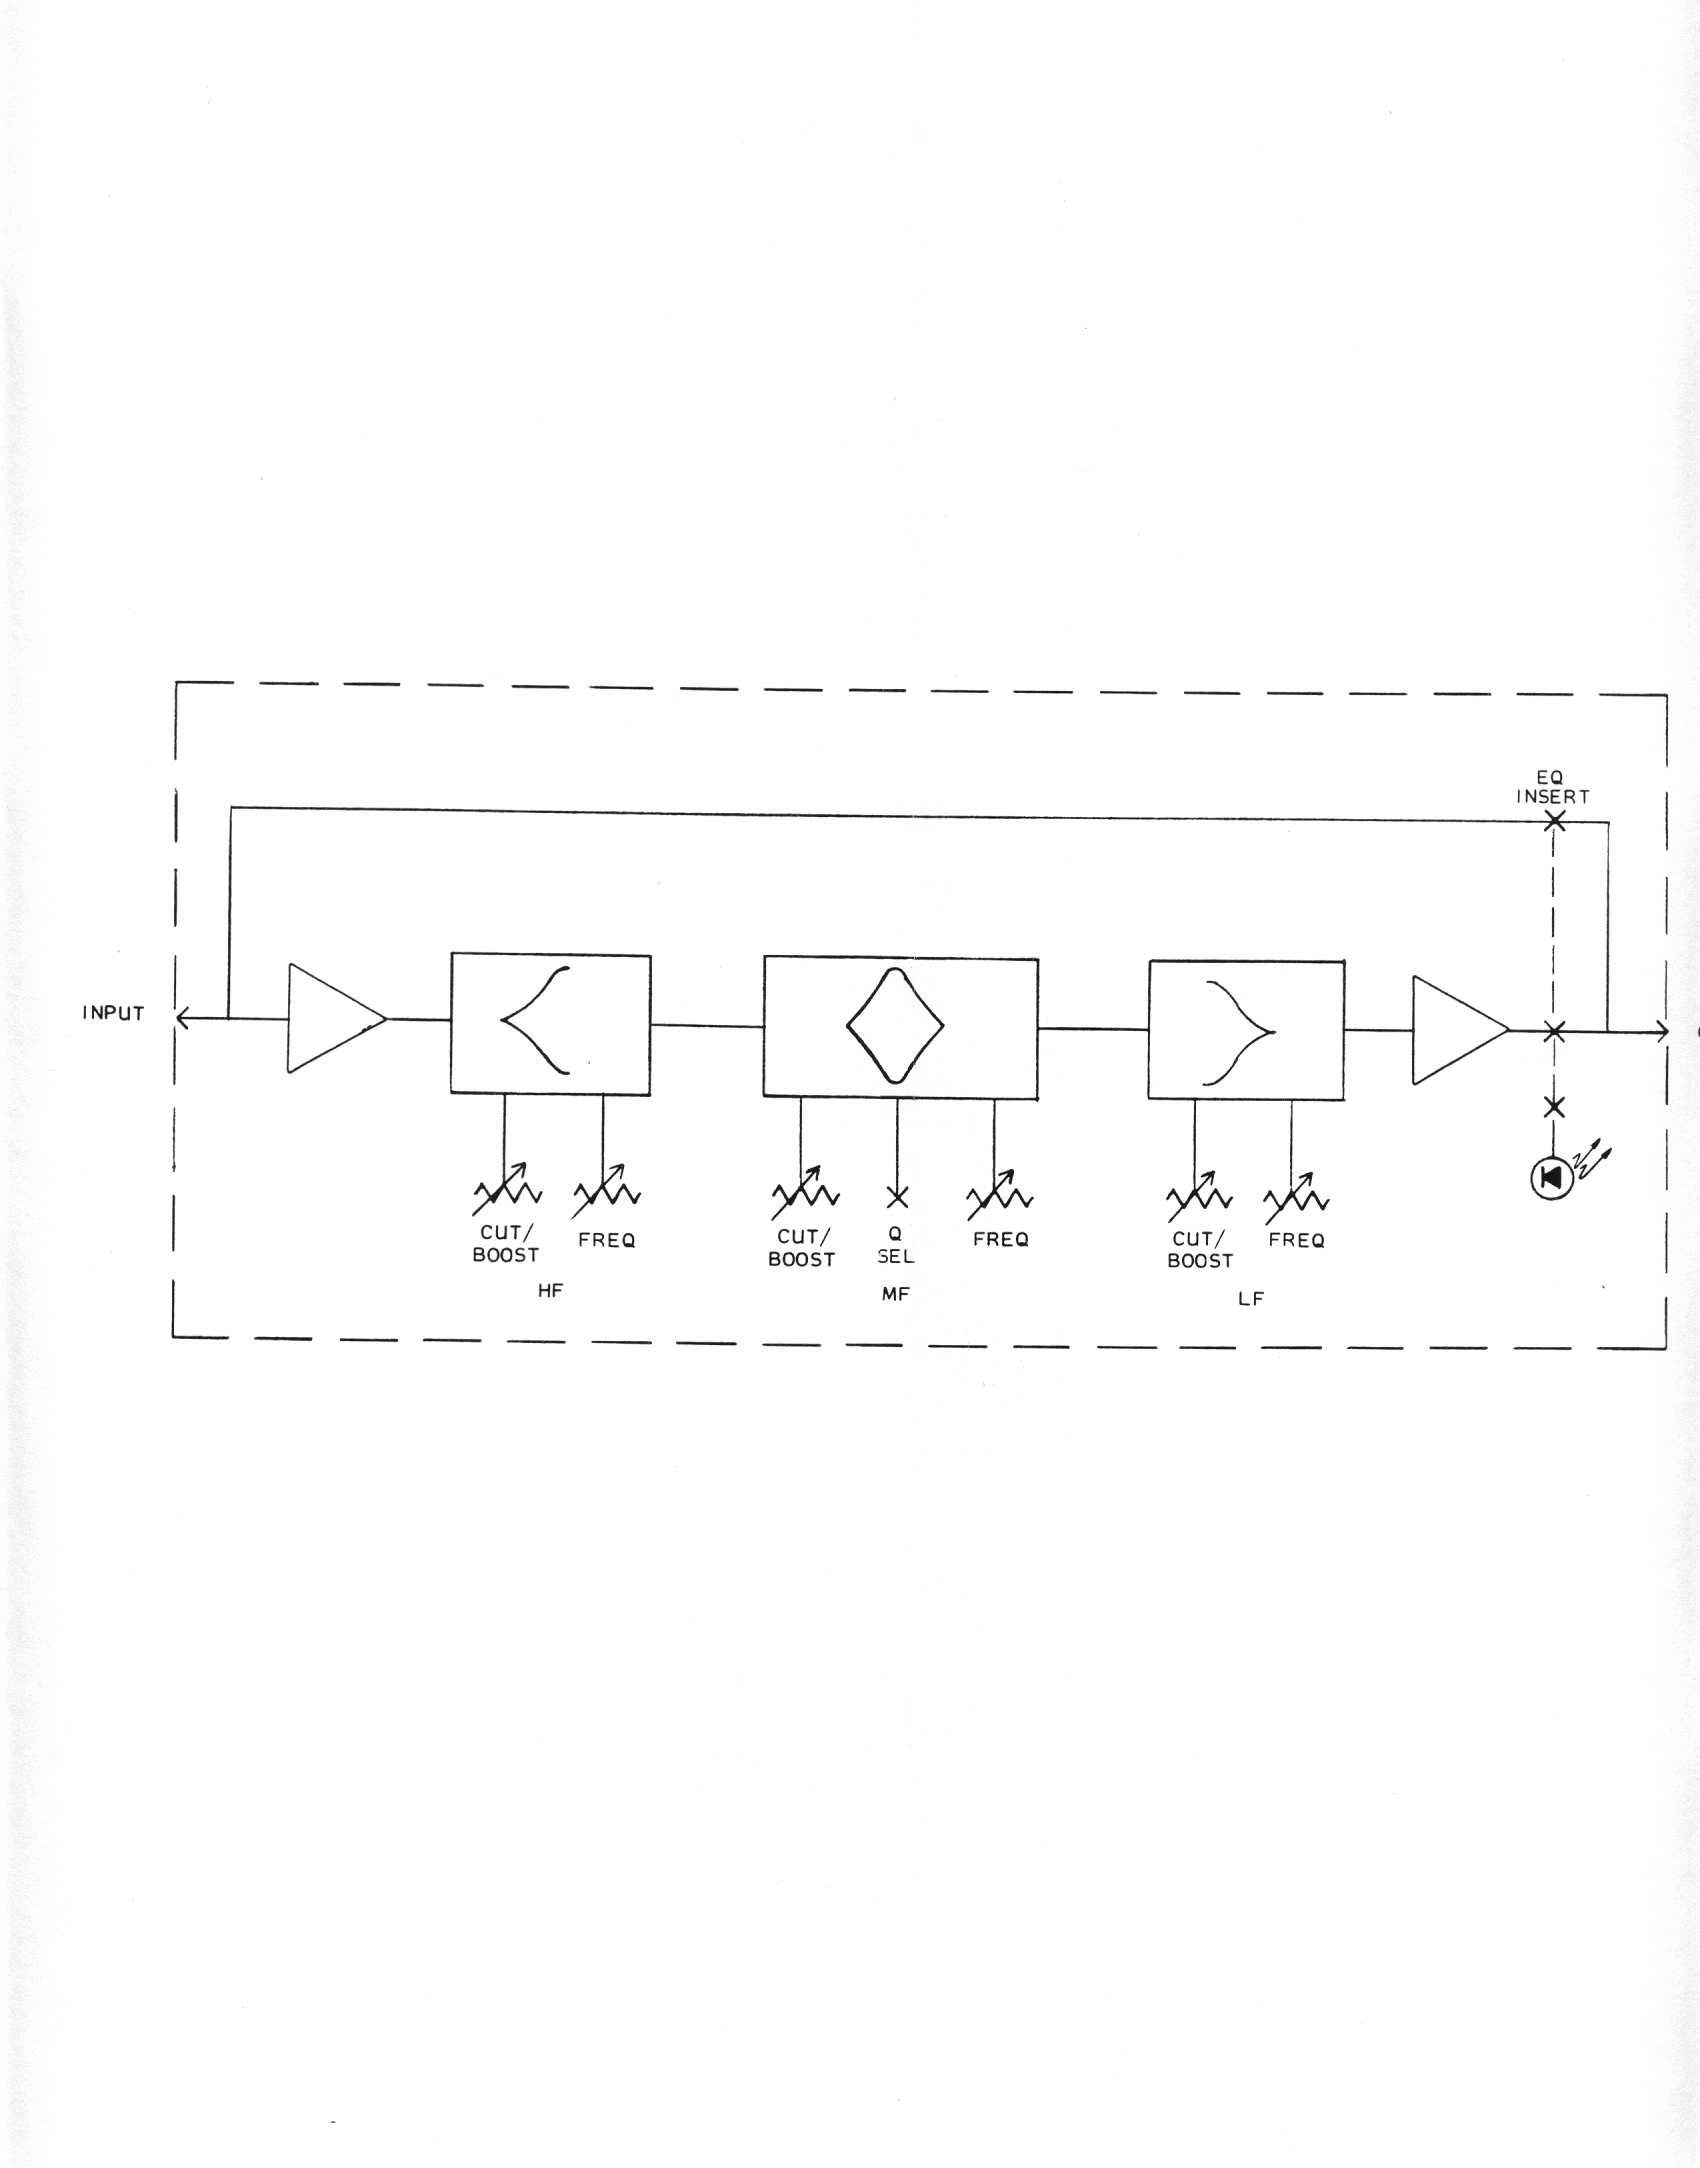 EQ
INSERT
INPUT
CUT/
BOOST
FREQ
HF
CUT/
BOOST
Q
SEL
FREQ
MF
CUT/
BOOST
FREQ
LF